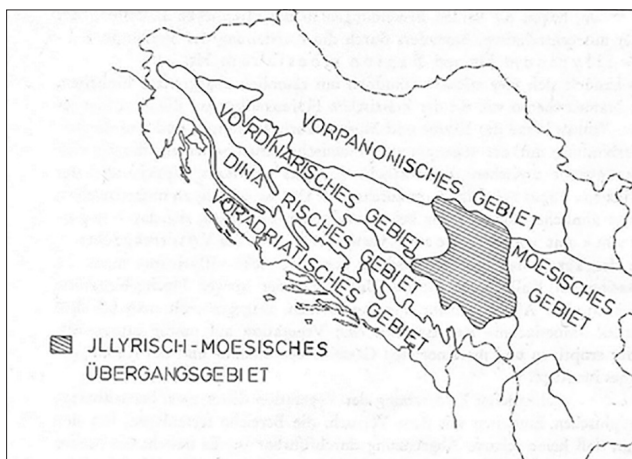 VORPANONISCHES GEBIET
VORDINARISCHES GEBIET
DINARISCHES GEBIET
VORADRIATISCHES GEBIET
MOESISCHES GEBIET
JLLYRISCH-MOESISCHES
ÜBERGANGSGEBIET